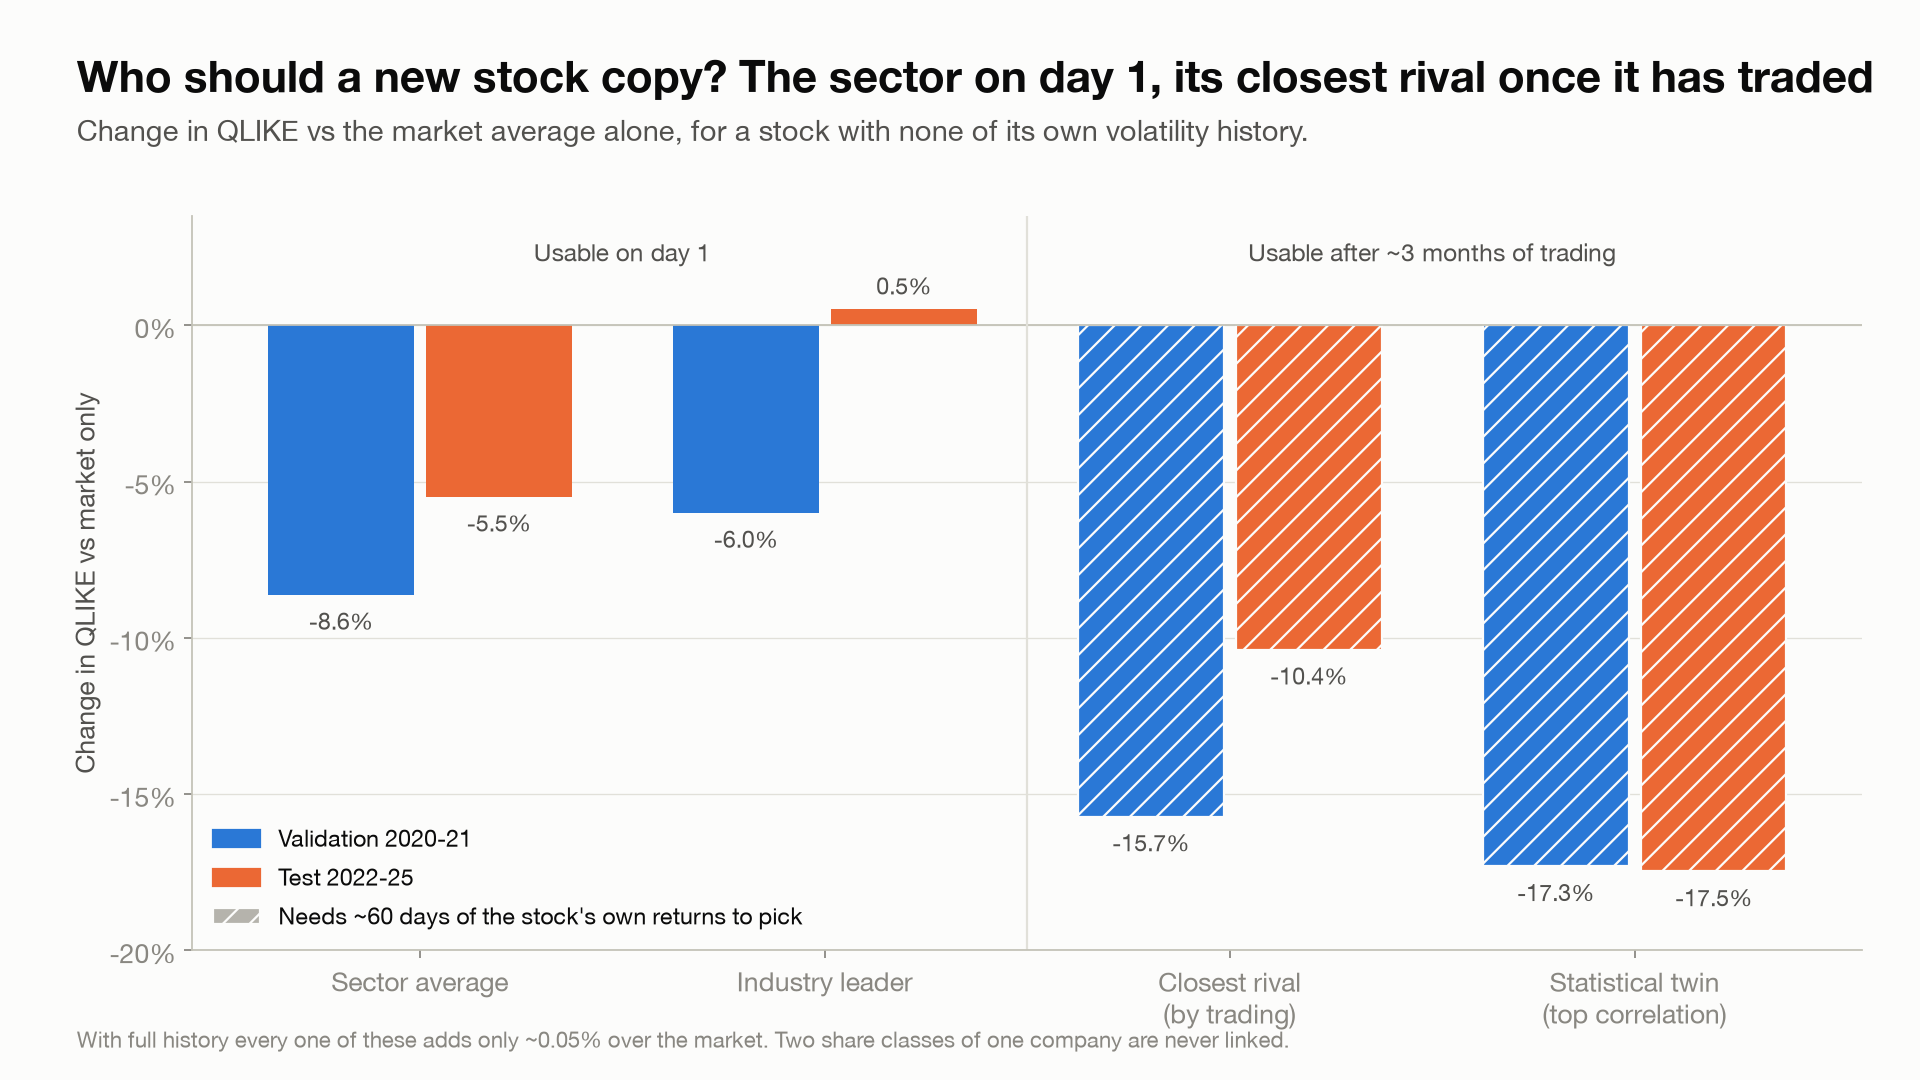 Who should a new stock copy? The sector on day 1, its closest rival once it has traded
Change in QLIKE vs the market average alone, for a stock with none of its own volatility history.
Usable on day 1
Usable after ~3 months of trading
0.5%
0%
-5%
-10%
-15%
-20%
Change in QLIKE vs market only
-8.6%
-5.5%
-6.0%
-15.7%
-10.4%
-17.3%
-17.5%
Validation 2020-21
Test 2022-25
Needs ~60 days of the stock's own returns to pick
Sector average
Industry leader
Closest rival
(by trading)
Statistical twin
(top correlation)
With full history every one of these adds only ~0.05% over the market. Two share classes of one company are never linked.